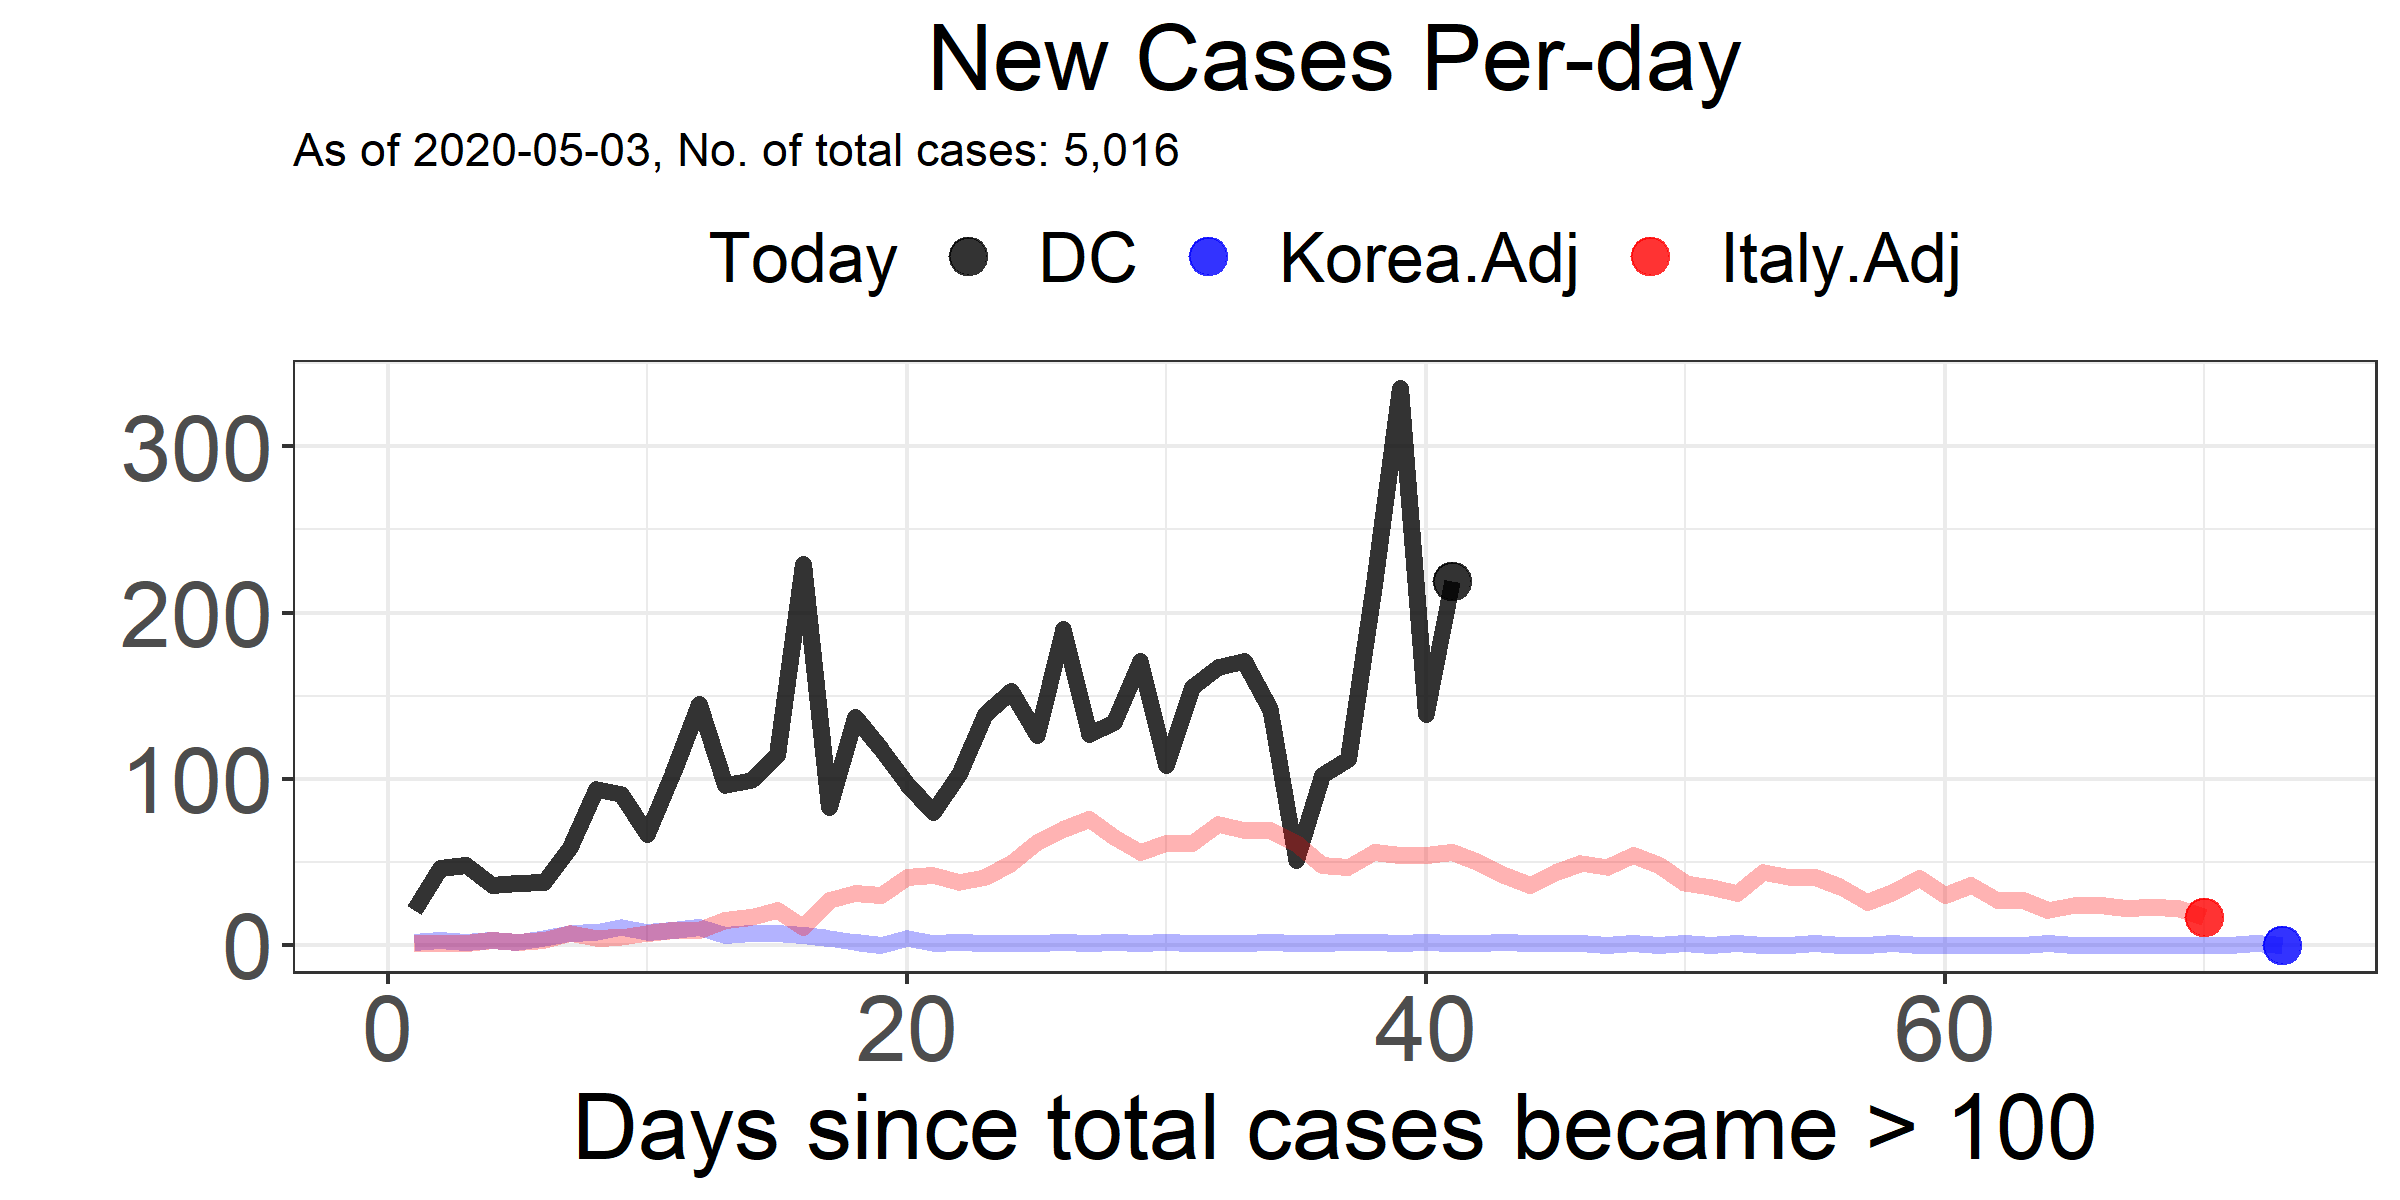 New Cases Per-day
As of 2020-05-03, No. of total cases: 5,016
Today DC Korea.Adj Italy.Adj
300
200
100
0
0 20 40 60
Days since total cases became > 100